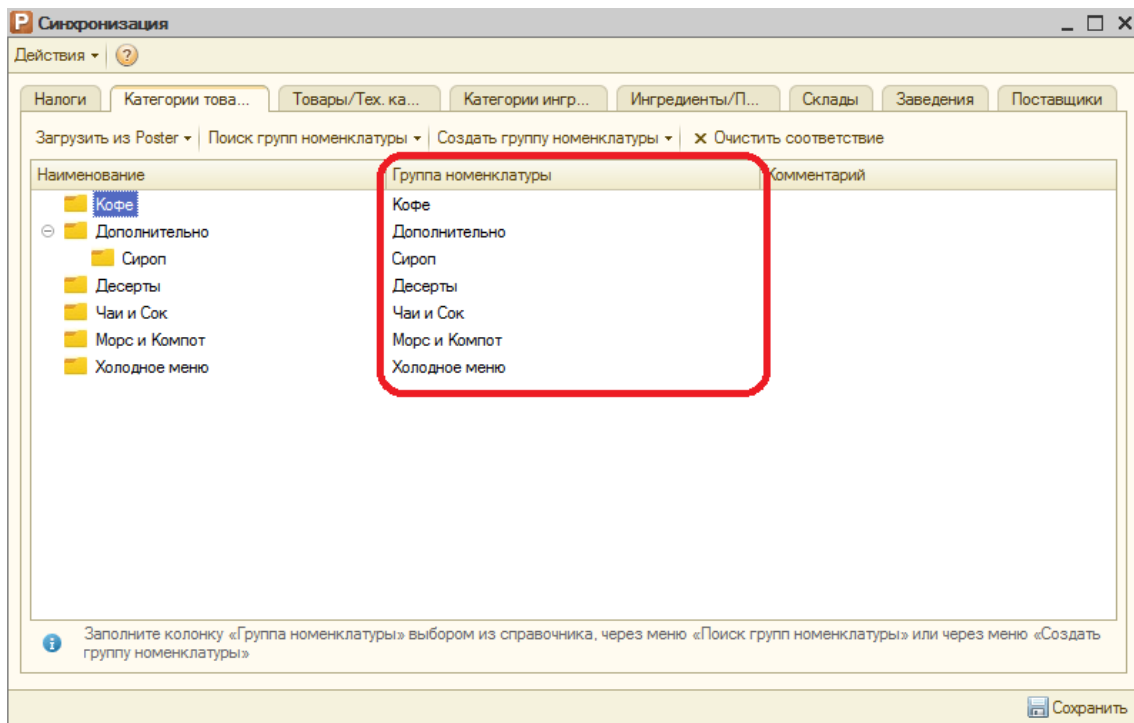 Синхронизация
Действия
Налоги Категории това... Товары/Тех. ка... Категории ингр... Ингредиенты/П... Склады Заведения Поставщики
Загрузить из Poster Поиск групп номенклатуры Создать группу номенклатуры Очистить соответствие
Наименование Группа номенклатуры Комментарий
Кофе Кофе
Дополнительно Дополнительно
Сироп Сироп
Десерты Десерты
Чаи и Сок Чаи и Сок
Морс и Компот Морс и Компот
Холодное меню Холодное меню
Заполните колонку «Группа номенклатуры» выбором из справочника, через меню «Поиск групп номенклатуры» или через меню «Создать
группу номенклатуры»
Сохранить